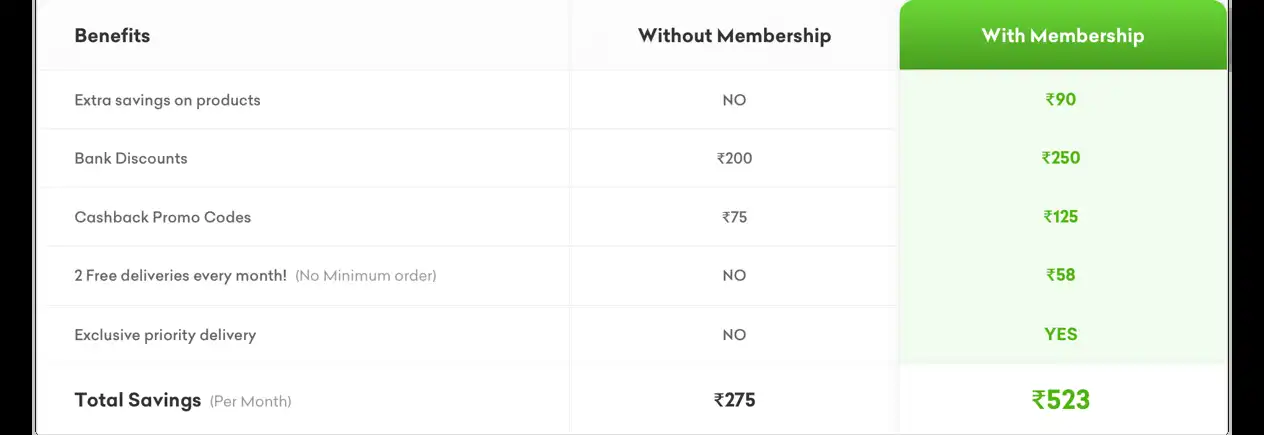 Benefits Without Membership With Membership
Extra savings on products NO ₹90
Bank Discounts ₹200 ₹250
Cashback Promo Codes ₹75 ₹125
2 Free deliveries every month! (No Minimum order) NO ₹58
Exclusive priority delivery NO YES
Total Savings (Per Month) ₹275 ₹523